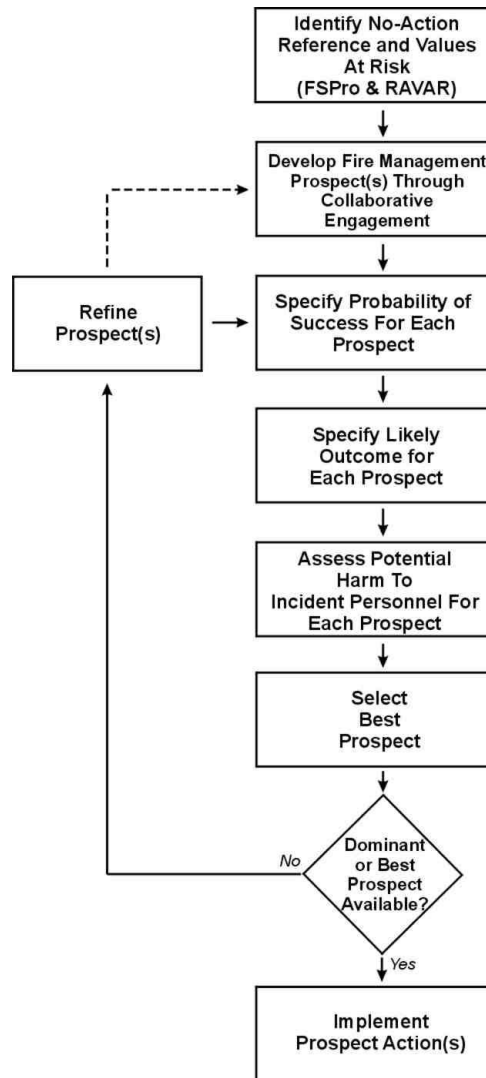 Identify No-Action
Reference and Values
At Risk
(FSPro & RAVAR)
Develop Fire Management
Prospect(s) Through
Collaborative
Engagement
Refine
Prospect(s)
Specify Probability of
Success For Each
Prospect
Specify Likely
Outcome for
Each Prospect
Assess Potential
Harm To
Incident Personnel For
Each Prospect
Select
Best
Prospect
Dominant
or Best
Prospect
Available?
No
Yes
Implement
Prospect Action(s)